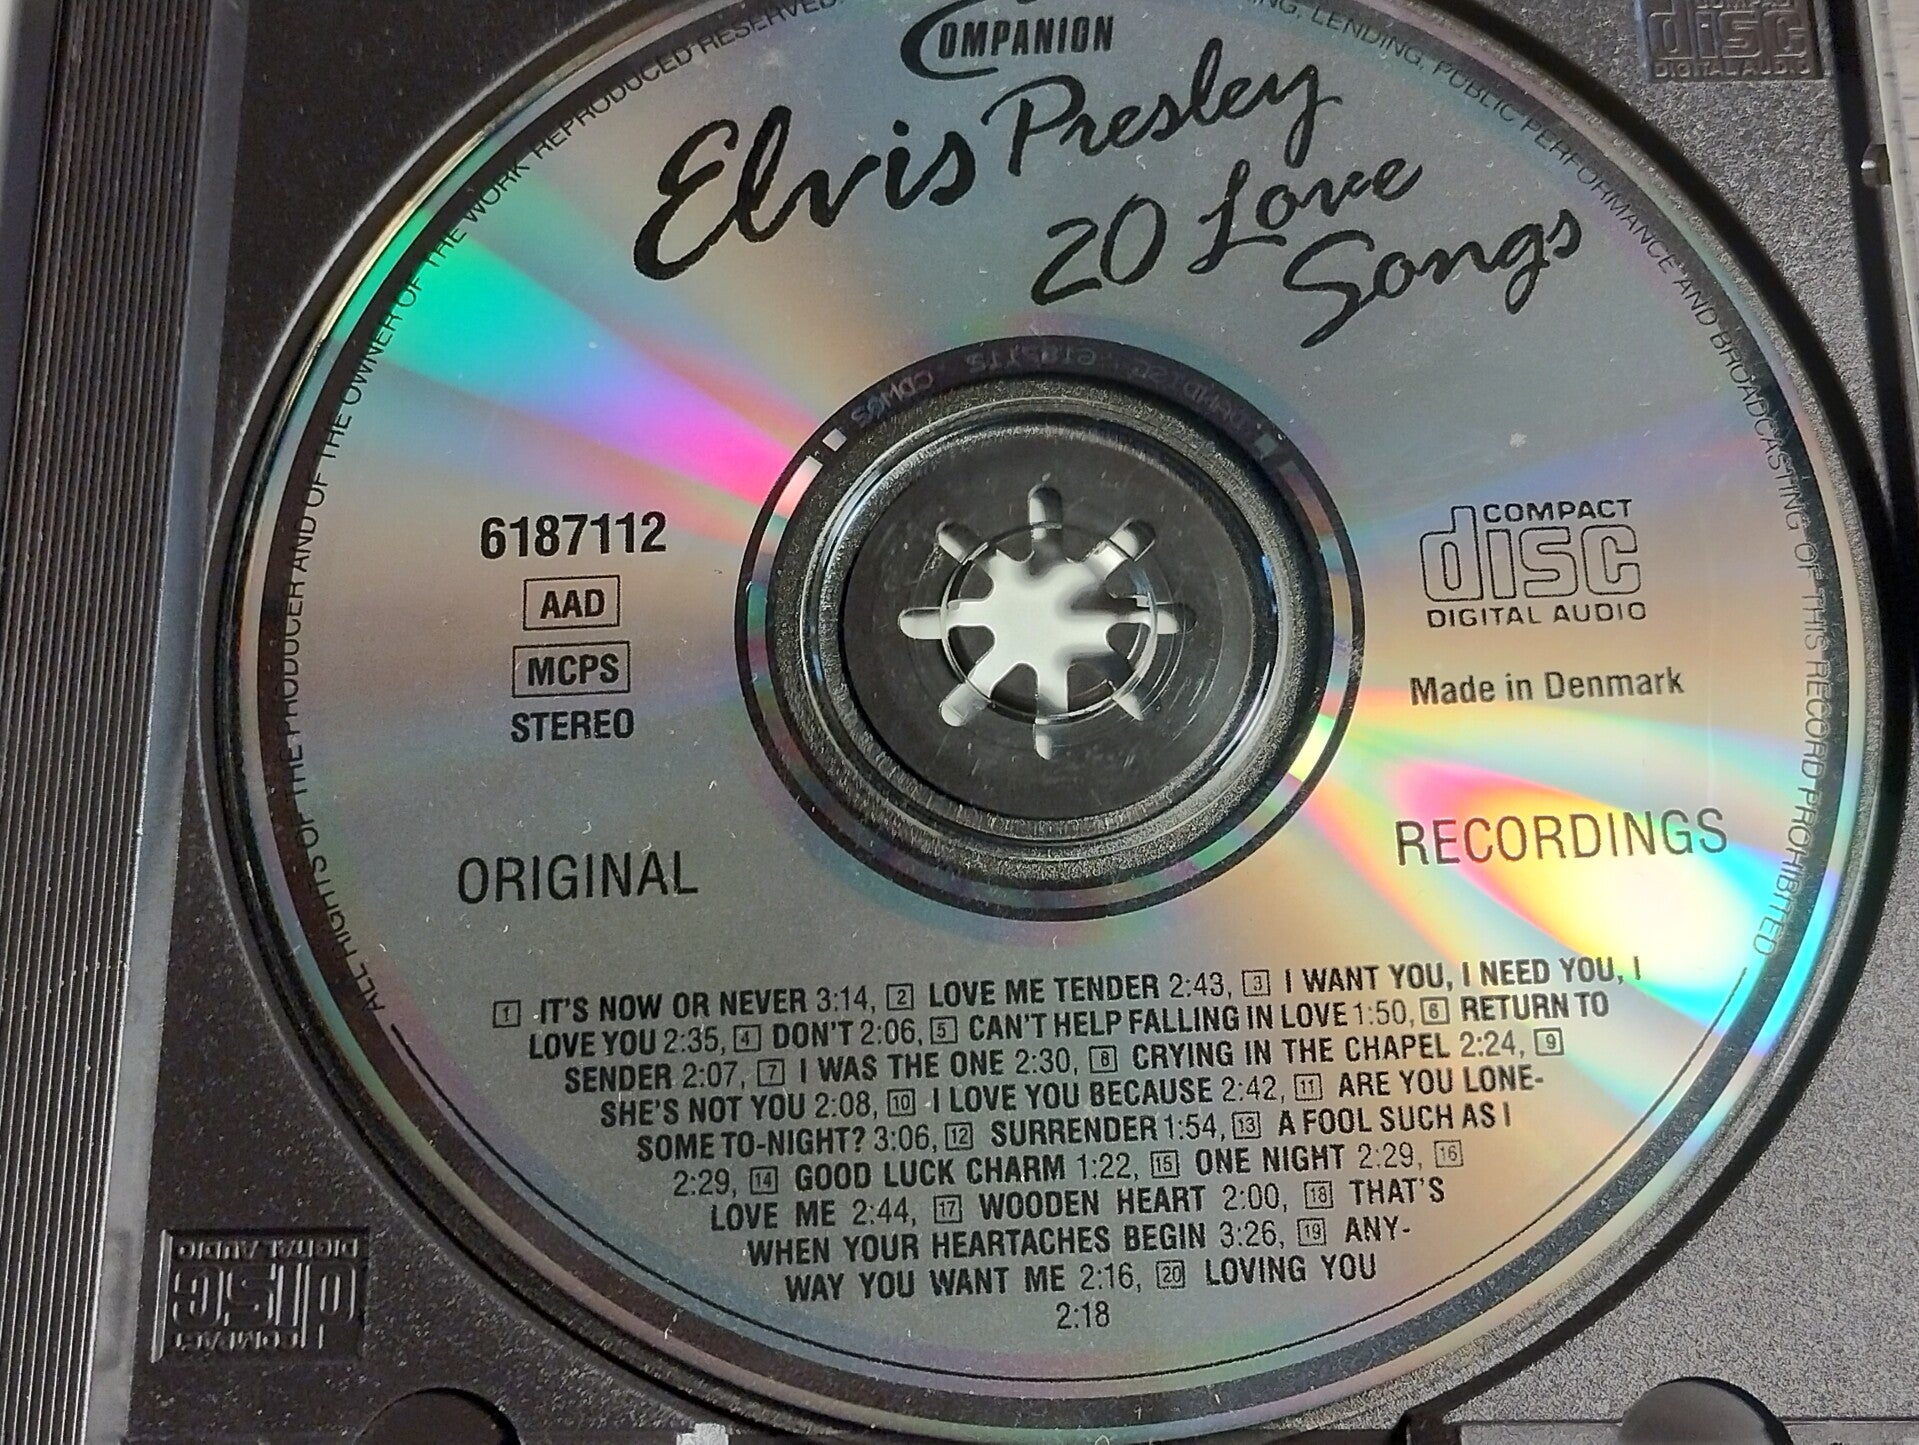 COMPANION
Elvis Presley
20 Love
Songs
6187112
AAD
MCPS
STEREO
COMPACT
disc
DIGITAL AUDIO
Made in Denmark
ORIGINAL
RECORDINGS
1 IT'S NOW OR NEVER 3:14, 2 LOVE ME TENDER 2:43, 3 I WANT YOU, I NEED YOU, I
LOVE YOU 2:35, 4 DON'T 2:06, 5 CAN'T HELP FALLING IN LOVE 1:50, 6 RETURN TO
SENDER 2:07, 7 I WAS THE ONE 2:30, 8 CRYING IN THE CHAPEL 2:24, 9
SHE'S NOT YOU 2:08, 10 I LOVE YOU BECAUSE 2:42, 11 ARE YOU LONE-
SOME TO-NIGHT? 3:06, 12 SURRENDER 1:54, 13 A FOOL SUCH AS I
2:29, 14 GOOD LUCK CHARM 1:22, 15 ONE NIGHT 2:29, 16
LOVE ME 2:44, 17 WOODEN HEART 2:00, 18 THAT'S
WHEN YOUR HEARTACHES BEGIN 3:26, 19 ANY-
WAY YOU WANT ME 2:16, 20 LOVING YOU
2:18
ALL RIGHTS OF THE PRODUCER AND OF THE OWNER OF THE WORK REPRODUCED RESERVED. LENDING, PUBLIC PERFORMANCE AND BROADCASTING OF THIS RECORD PROHIBITED
COMPACT
disc
DIGITAL AUDIO
disc
DIGITAL AUDIO